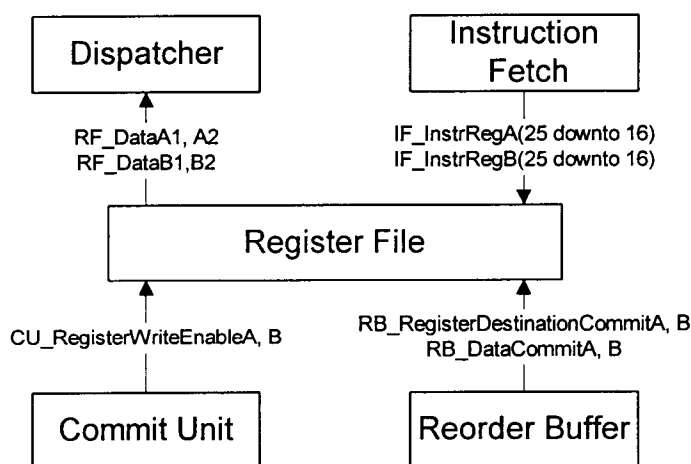 Dispatcher
Instruction
Fetch
RF_DataA1, A2
RF_DataB1,B2
IF_InstrRegA(25 downto 16)
IF_InstrRegB(25 downto 16)
Register File
CU_RegisterWriteEnableA, B
RB_RegisterDestinationCommitA, B
RB_DataCommitA, B
Commit Unit
Reorder Buffer